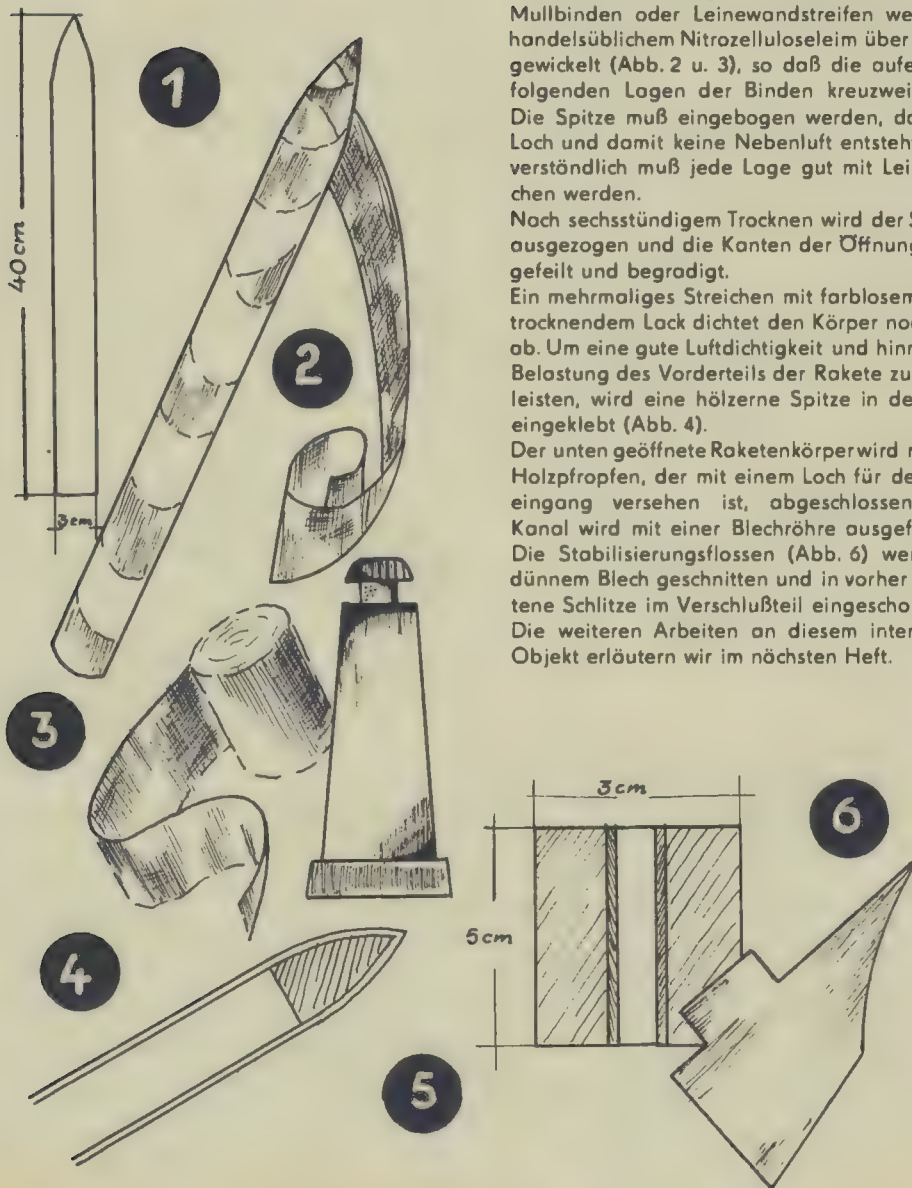 Mullbinden oder Leinewandstreifen we
handelsüblichem Nitrozelluloseleim über
gewickelt (Abb. 2 u. 3), so daß die aufe
folgenden Lagen der Binden kreuzwei
Die Spitze muß eingebogen werden, da
Loch und damit keine Nebenluft entsteh
verständlich muß jede Lage gut mit Lei
chen werden.
Nach sechsstündigem Trocknen wird der S
ausgezogen und die Kanten der Öffnung
gefeilt und begradigt.
Ein mehrmaliges Streichen mit farblosem
trocknendem Lack dichtet den Körper noc
ab. Um eine gute Luftdichtigkeit und hinr
Belastung des Vorderteils der Rakete zu
leisten, wird eine hölzerne Spitze in de
eingeklebt (Abb. 4).
Der unten geöffnete Raketenkörper wird
Holzpfropfen, der mit einem Loch für de
eingang versehen ist, abgeschlossen
Kanal wird mit einer Blechröhre ausgef
Die Stabilisierungsflossen (Abb. 6) wer
dünnem Blech geschnitten und in vorher
tene Schlitze im Verschlußteil eingescho
Die weiteren Arbeiten an diesem inter
Objekt erläutern wir im nächsten Heft.
1
40cm
2
3cm
3
4
5
3cm
6
5cm